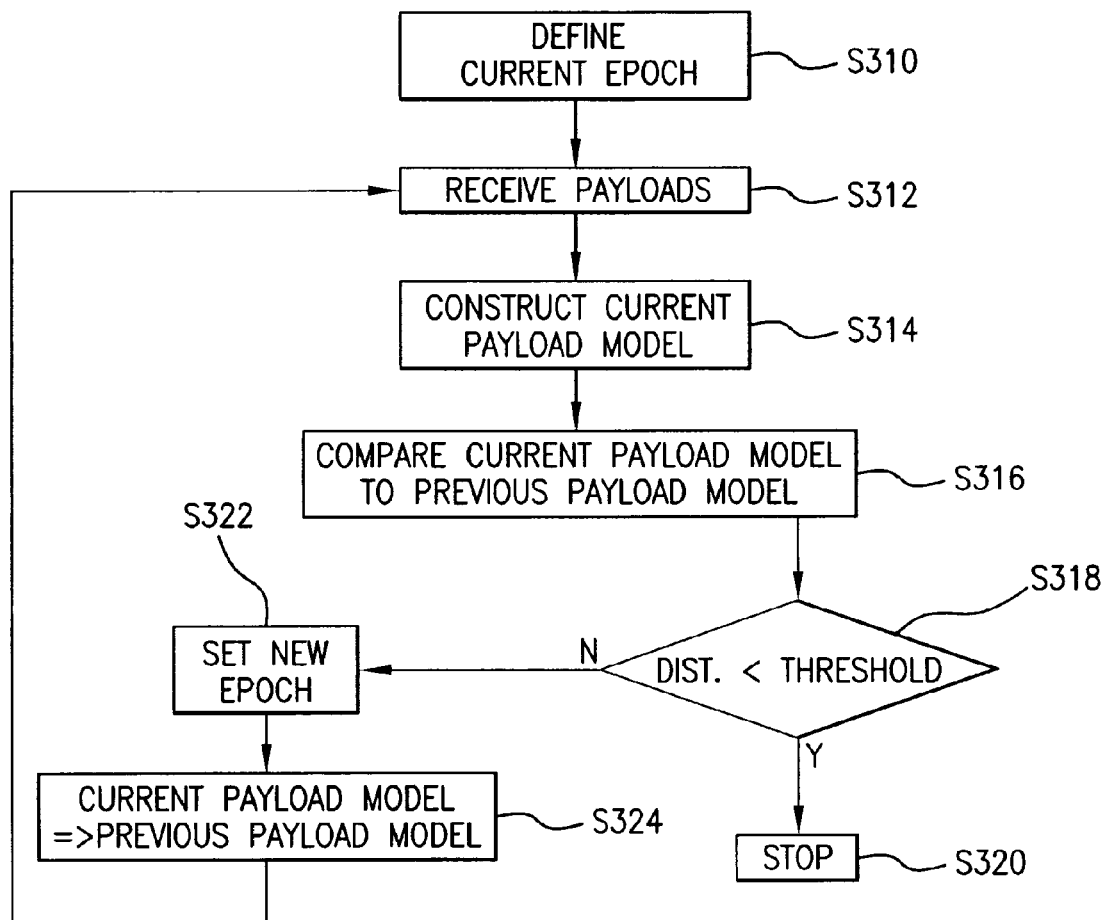 DEFINE
CURRENT EPOCH
S310
RECEIVE PAYLOADS
S312
CONSTRUCT CURRENT
PAYLOAD MODEL
S314
COMPARE CURRENT PAYLOAD MODEL
TO PREVIOUS PAYLOAD MODEL
S316
S322
S318
SET NEW
EPOCH
N
DIST. < THRESHOLD
Y
CURRENT PAYLOAD MODEL
=>PREVIOUS PAYLOAD MODEL
S324
STOP
S320